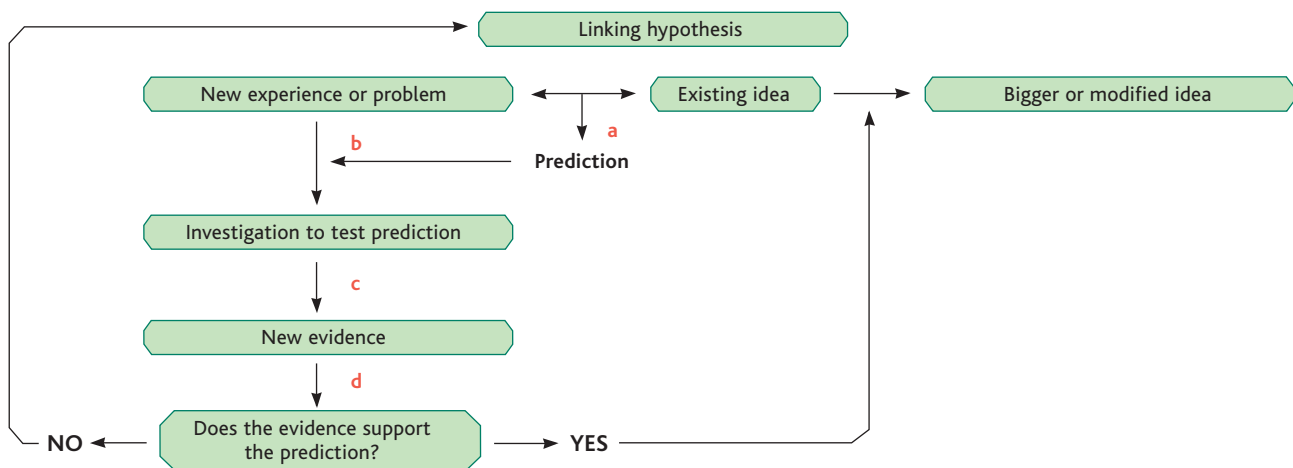 Linking hypothesis
New experience or problem
Existing idea
Bigger or modified idea
a
b
Prediction
Investigation to test prediction
c
New evidence
d
Does the evidence support
the prediction?
NO
YES